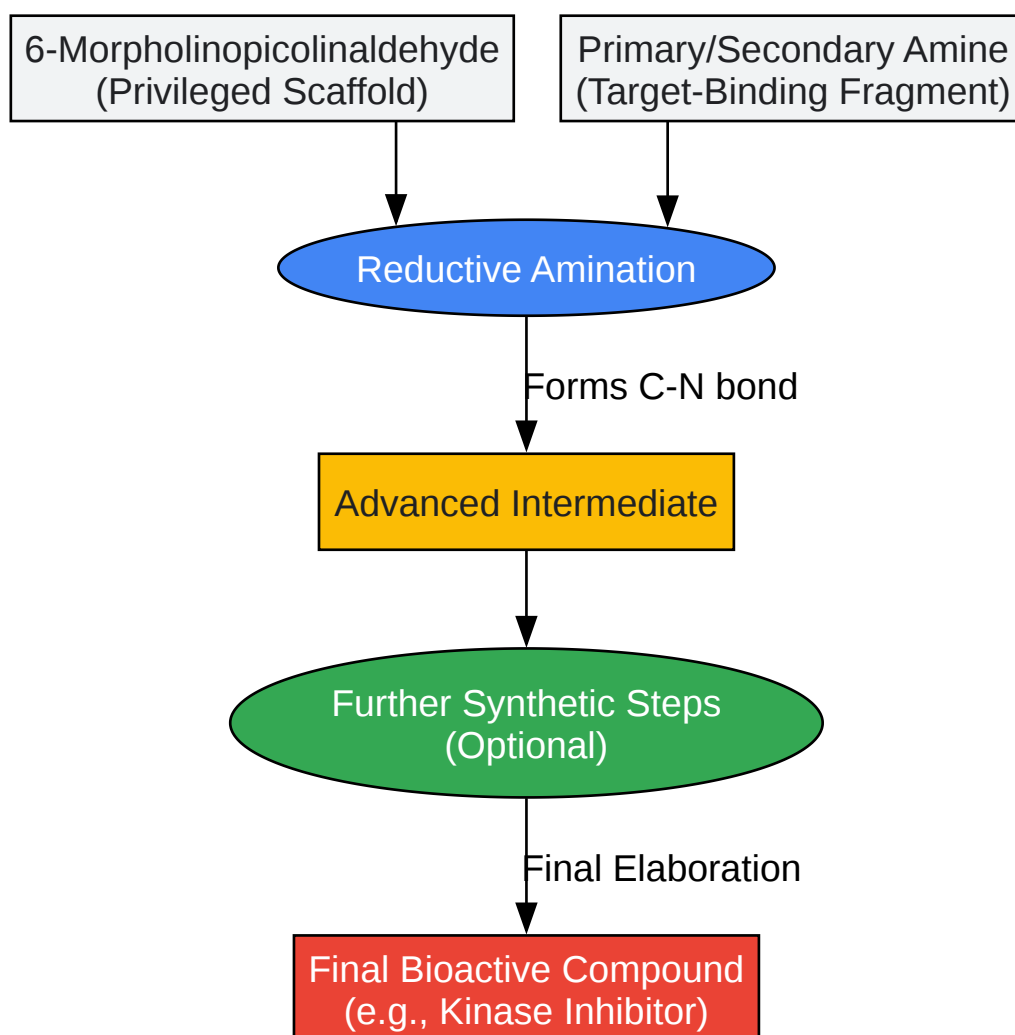 6-Morpholinopicolinaldehyde
(Privileged Scaffold)
Primary/Secondary Amine
(Target-Binding Fragment)
Reductive Amination
Forms C-N bond
Advanced Intermediate
Further Synthetic Steps
(Optional)
Final Elaboration
Final Bioactive Compound
(e.g., Kinase Inhibitor)